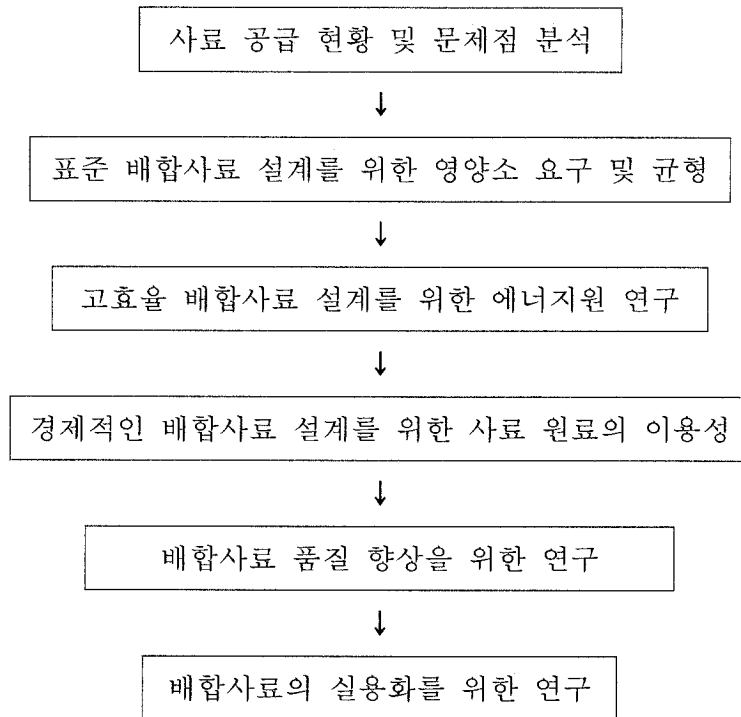 사료 공급 현황 및 문제점 분석
↓
표준 배합사료 설계를 위한 영양소 요구 및 균형
↓
고효율 배합사료 설계를 위한 에너지원 연구
↓
경제적인 배합사료 설계를 위한 사료 원료의 이용성
↓
배합사료 품질 향상을 위한 연구
↓
배합사료의 실용화를 위한 연구